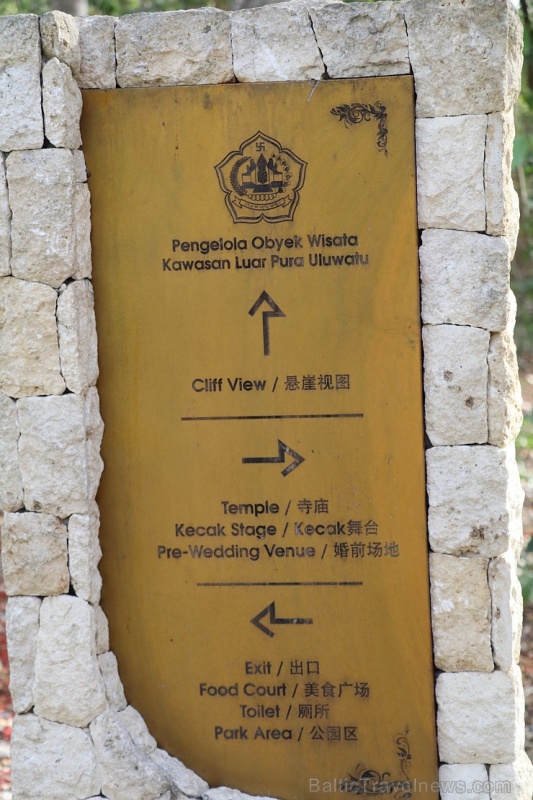 Pengelola Obyek Wisata
Kawasan Luar Pura Uluwatu
Cliff View / 悬崖视图
Temple / 寺庙
Kecak Stage / Kecak舞台
Pre-Wedding Venue / 婚前场地
Exit / 出口
Food Court / 美食广场
Toilet / 厕所
Park Area / 公园区
BalticTravelNews.com